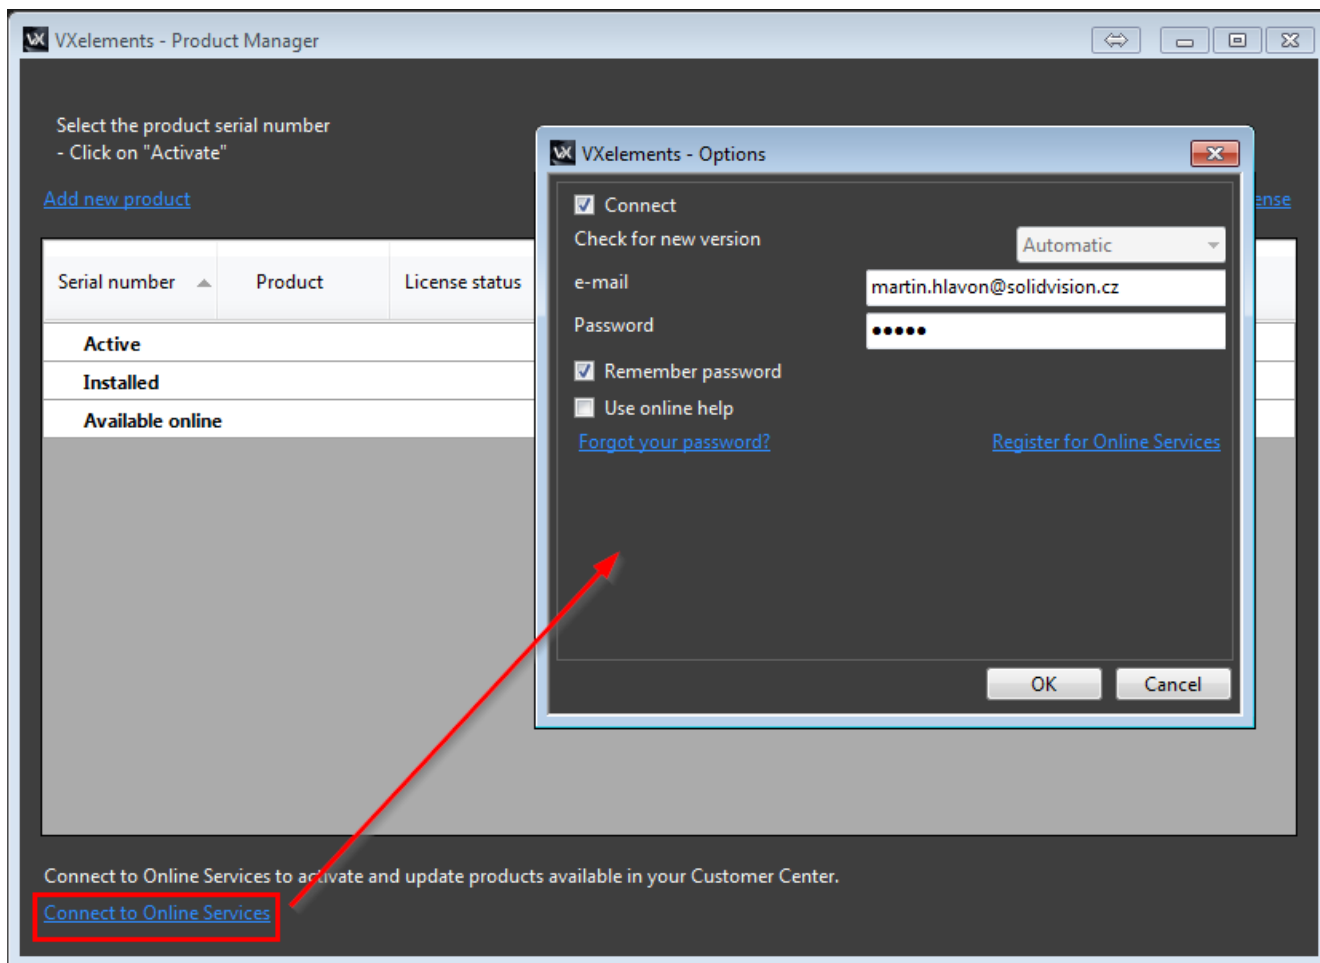 VXelements - Product Manager
Select the product serial number
- Click on "Activate"
Add new product
Serial number
Product
License status
Active
Installed
Available online
VXelements - Options
Connect
Check for new version
Automatic
e-mail
martin.hlavon@solidvision.cz
Password
•••••
Remember password
Use online help
Forgot your password?
Register for Online Services
OK
Cancel
Connect to Online Services to activate and update products available in your Customer Center.
Connect to Online Services